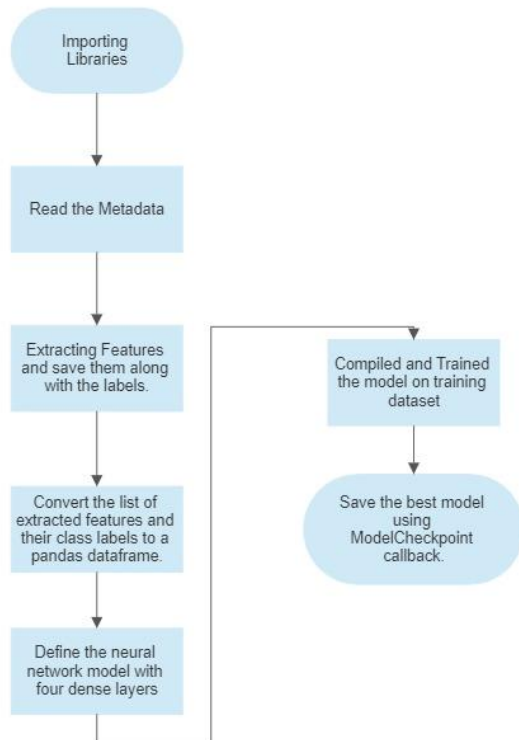 Importing
Libraries
Read the Metadata
Extracting Features
and save them along
with the labels.
Convert the list of
extracted features and
their class labels to a
pandas dataframe.
Define the neural
network model with
four dense layers
Compiled and Trained
the model on training
dataset
Save the best model
using
ModelCheckpoint
callback.